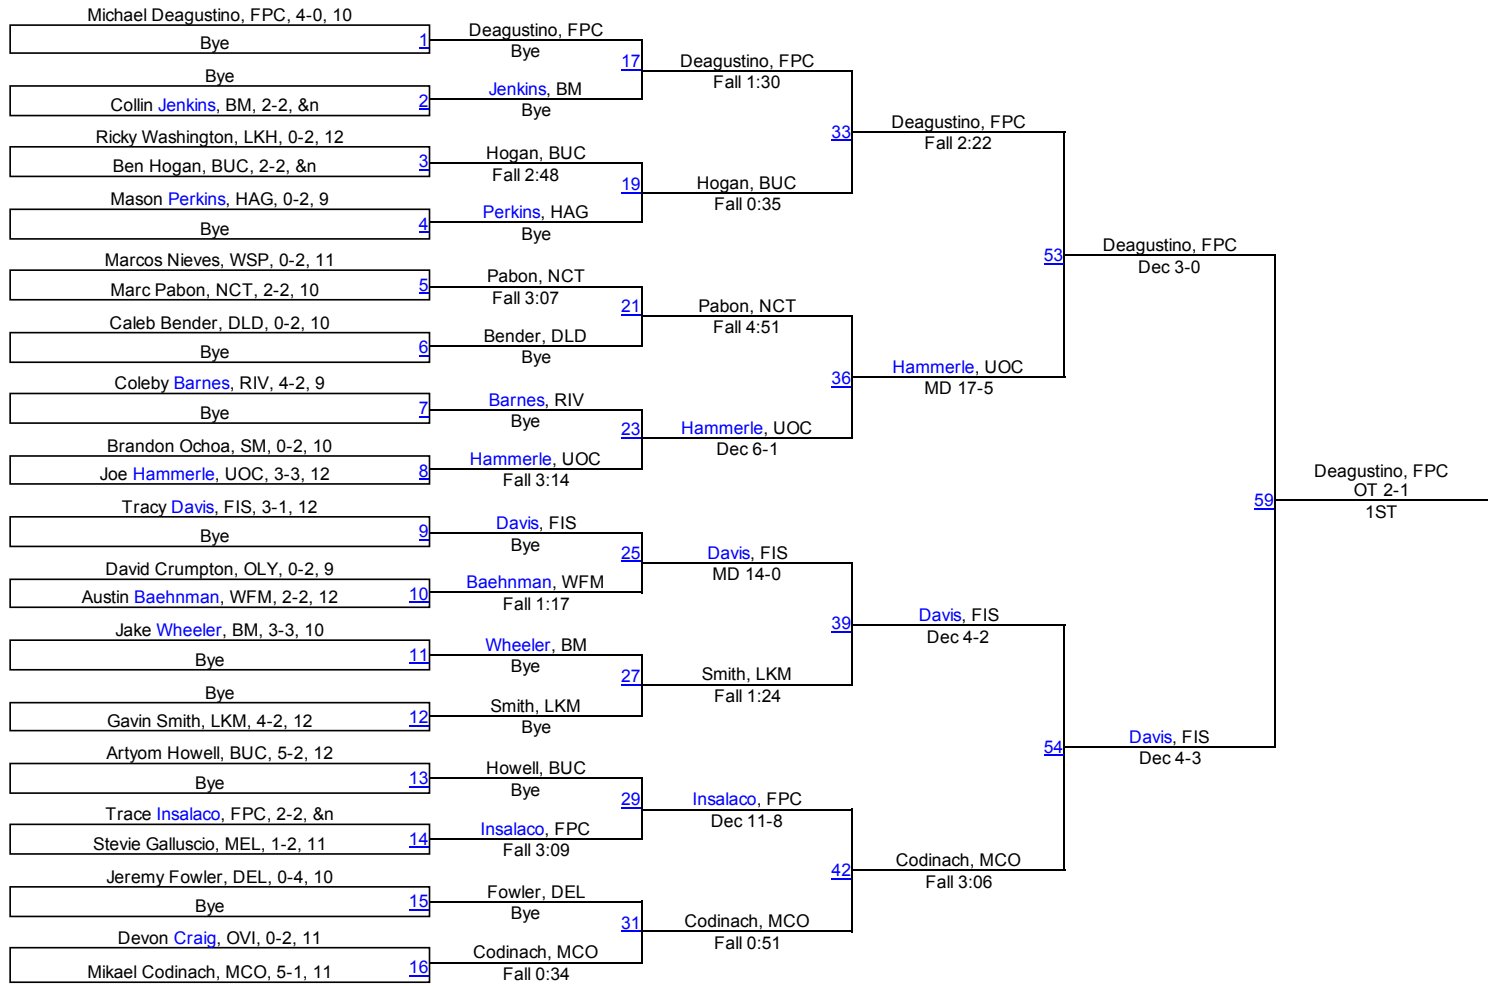 Michael Deagustino, FPC, 4-0, 10
Bye
1
Bye
Collin Jenkins, BM, 2-2, &n
2
Ricky Washington, LKH, 0-2, 12
Ben Hogan, BUC, 2-2, &n
3
Mason Perkins, HAG, 0-2, 9
Bye
4
Marcos Nieves, WSP, 0-2, 11
Marc Pabon, NCT, 2-2, 10
5
Caleb Bender, DLD, 0-2, 10
Bye
6
Coleby Barnes, RIV, 4-2, 9
Bye
7
Brandon Ochoa, SM, 0-2, 10
Joe Hammerle, UOC, 3-3, 12
8
Tracy Davis, FIS, 3-1, 12
Bye
9
David Crumpton, OLY, 0-2, 9
Austin Baehnman, WFM, 2-2, 12
10
Jake Wheeler, BM, 3-3, 10
Bye
11
Bye
Gavin Smith, LKM, 4-2, 12
12
Artyom Howell, BUC, 5-2, 12
Bye
13
Trace Insalaco, FPC, 2-2, &n
Stevie Galluscio, MEL, 1-2, 11
14
Jeremy Fowler, DEL, 0-4, 10
Bye
15
Devon Craig, OVI, 0-2, 11
Mikael Codinach, MCO, 5-1, 11
16
Deagustino, FPC
Bye
17
Jenkins, BM
Bye
Hogan, BUC
Fall 2:48
19
Perkins, HAG
Bye
Pabon, NCT
Fall 3:07
21
Bender, DLD
Bye
Barnes, RIV
Bye
23
Hammerle, UOC
Fall 3:14
Davis, FIS
Bye
25
Baehnman, WFM
Fall 1:17
Wheeler, BM
Bye
27
Smith, LKM
Bye
Howell, BUC
Bye
29
Insalaco, FPC
Fall 3:09
Fowler, DEL
Bye
31
Codinach, MCO
Fall 0:34
Deagustino, FPC
Fall 1:30
33
Hogan, BUC
Fall 0:35
Pabon, NCT
Fall 4:51
36
Hammerle, UOC
Dec 6-1
Davis, FIS
MD 14-0
39
Smith, LKM
Fall 1:24
Insalaco, FPC
Dec 11-8
42
Codinach, MCO
Fall 0:51
Deagustino, FPC
Fall 2:22
53
Hammerle, UOC
MD 17-5
Davis, FIS
Dec 4-2
54
Codinach, MCO
Fall 3:06
Deagustino, FPC
Dec 3-0
59
Davis, FIS
Dec 4-3
Deagustino, FPC
OT 2-1
1ST